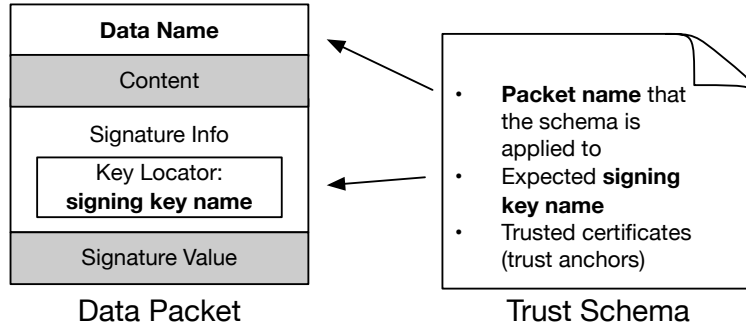 Data Name
Content
Signature Info
Key Locator:
signing key name
Signature Value
Data Packet
• Packet name that
the schema is
applied to
• Expected signing
key name
• Trusted certificates
(trust anchors)
Trust Schema